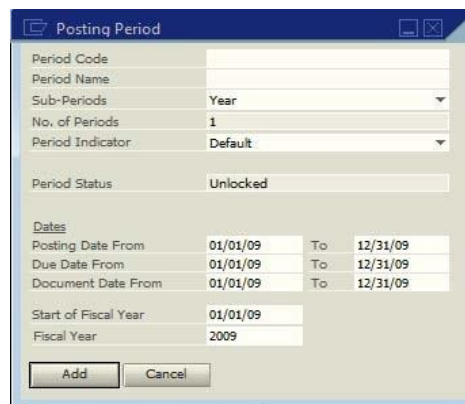 Posting Period
Period Code
Period Name
Sub-Periods Year
No. of Periods 1
Period Indicator Default
Period Status Unlocked
Dates
Posting Date From 01/01/09 To 12/31/09
Due Date From 01/01/09 To 12/31/09
Document Date From 01/01/09 To 12/31/09
Start of Fiscal Year 01/01/09
Fiscal Year 2009
Add Cancel